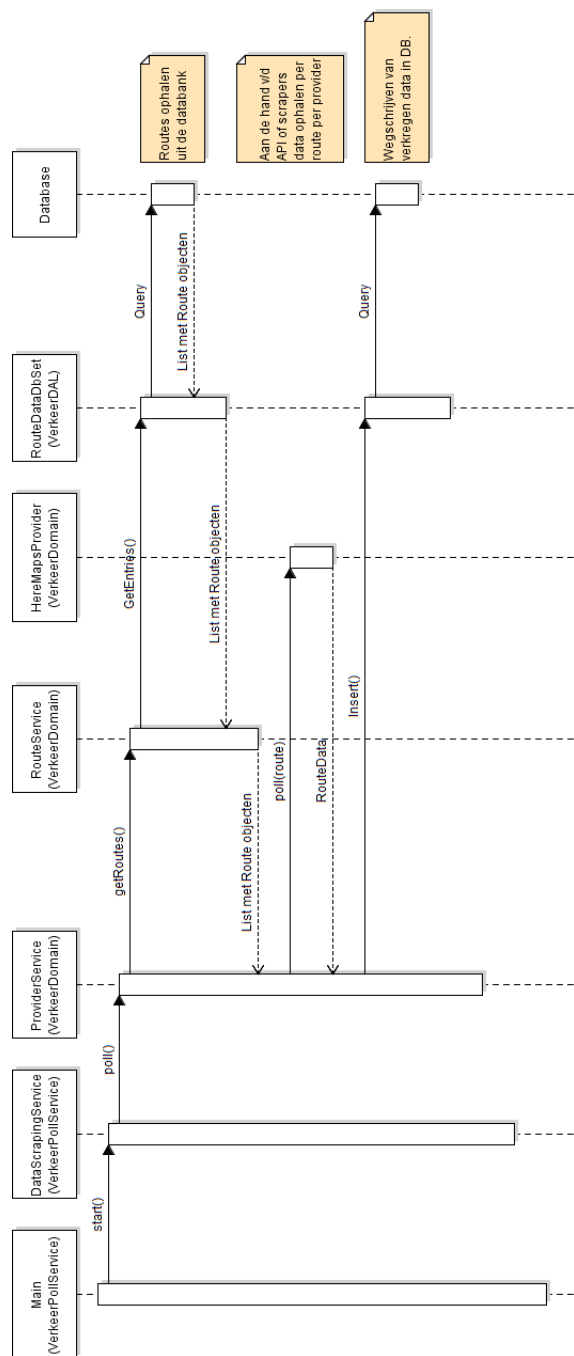 Main
(VerkeerPollService)
DataScrapingService
(VerkeerPollService)
ProviderService
(VerkeerDomain)
RouteService
(VerkeerDomain)
HereMapsProvider
(VerkeerDomain)
RouteDataDbSet
(VerkeerDAL)
Database
start()
poll()
getRoutes()
GetEntries()
Query
Routes ophalen
uit de databank
List met Route objecten
List met Route objecten
List met Route objecten
poll(route)
Aan de hand v/d
API of scrapers
data ophalen per
route per provider
RouteData
Insert()
Query
Wegschrijven van
verkregen data in DB.